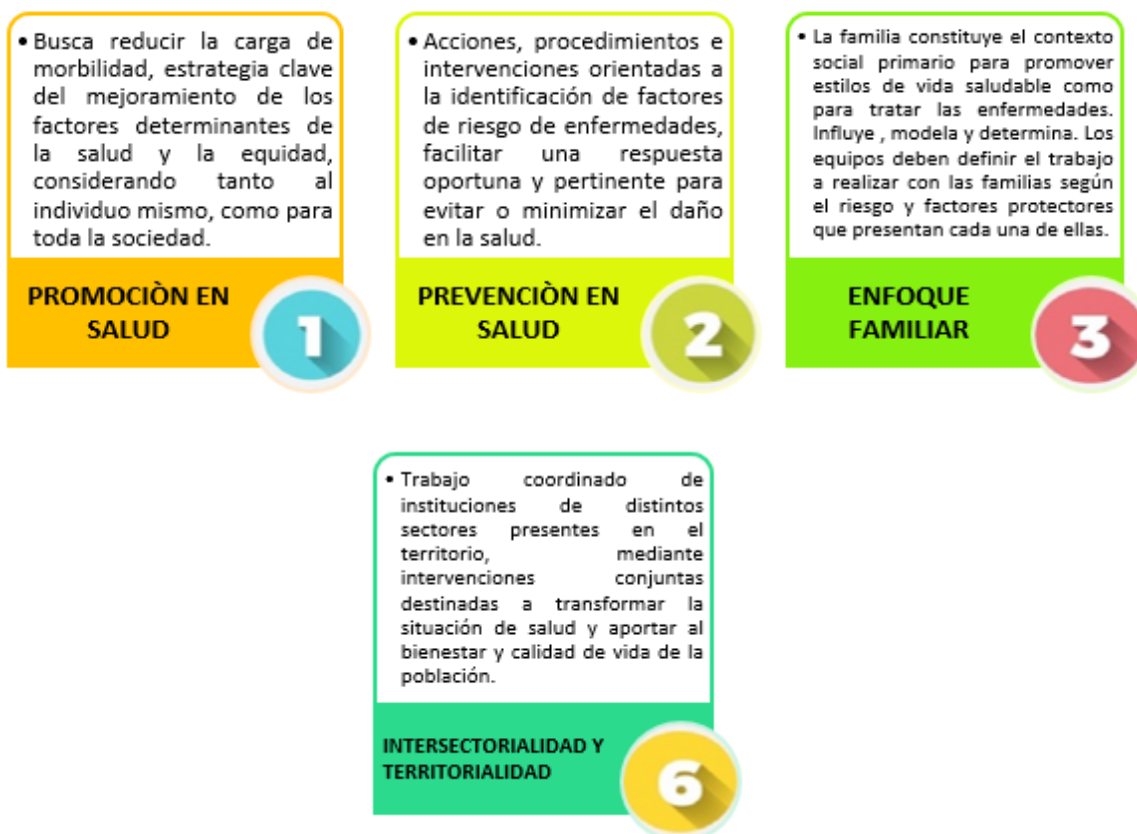 • Busca reducir la carga de
morbilidad, estrategia clave
del mejoramiento de los
factores determinantes de
la salud y la equidad,
considerando tanto al
individuo mismo, como para
toda la sociedad.
PROMOCIÒN EN
SALUD
1
• Acciones, procedimientos e
intervenciones orientadas a
la identificación de factores
de riesgo de enfermedades,
facilitar una respuesta
oportuna y pertinente para
evitar o minimizar el daño
en la salud.
PREVENCIÒN EN
SALUD
2
• La familia constituye el contexto
social primario para promover
estilos de vida saludable como
para tratar las enfermedades.
Influye , modela y determina. Los
equipos deben definir el trabajo
a realizar con las familias según
el riesgo y factores protectores
que presentan cada una de ellas.
ENFOQUE
FAMILIAR
3
• Trabajo coordinado de
instituciones de distintos
sectores presentes en el
territorio, mediante
intervenciones conjuntas
destinadas a transformar la
situación de salud y aportar al
bienestar y calidad de vida de la
población.
INTERSECTORIALIDAD Y
TERRITORIALIDAD
6